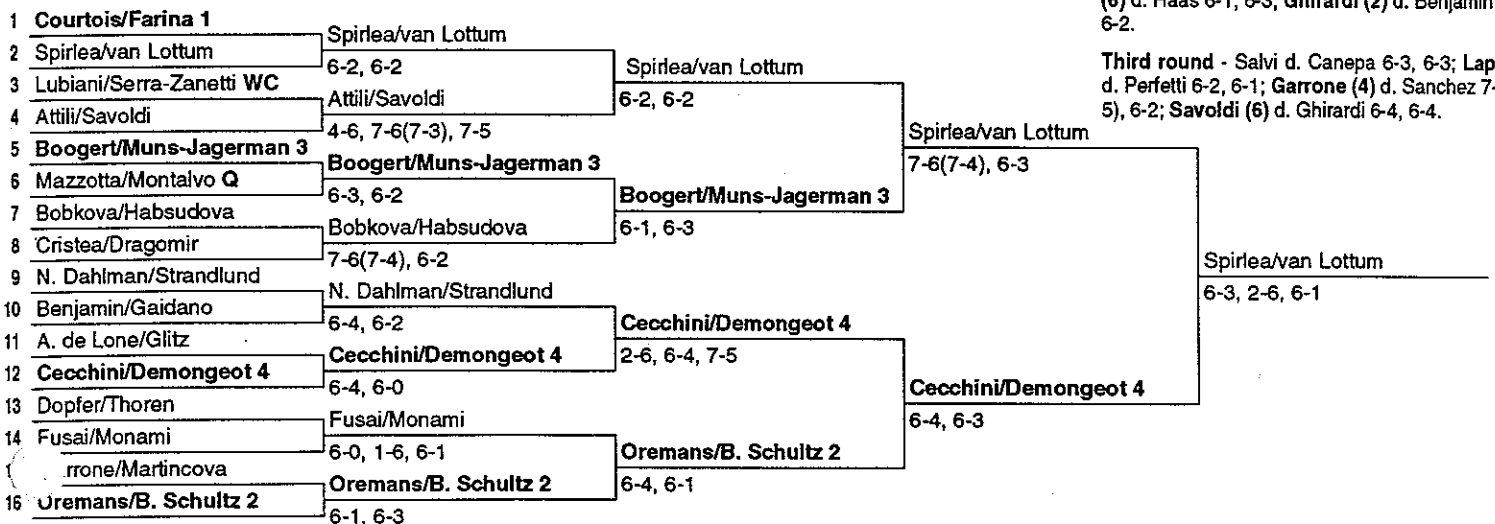 (6) d. Haas 6-1, 6-3; Ghirardi (2) d. Benjamin
6-2.
Third round - Salvi d. Canepa 6-3, 6-3; Lap
d. Perfetti 6-2, 6-1; Garrone (4) d. Sanchez 7-
5), 6-2; Savoldi (6) d. Ghirardi 6-4, 6-4.
1 Courtois/Farina 1
2 Spirlea/van Lottum
3 Lubiani/Serra-Zanetti WC
4 Attili/Savoldi
5 Boogert/Muns-Jagerman 3
6 Mazzotta/Montalvo Q
7 Bobkova/Habsudova
8 Cristea/Dragomir
9 N. Dahlman/Strandlund
10 Benjamin/Gaidano
11 A. de Lone/Glitz
12 Cecchini/Demongeot 4
13 Dopfer/Thoren
14 Fusai/Monami
1 rrone/Martincova
16 Oremans/B. Schultz 2
Spirlea/van Lottum
6-2, 6-2
Attili/Savoldi
4-6, 7-6(7-3), 7-5
Boogert/Muns-Jagerman 3
6-3, 6-2
Bobkova/Habsudova
7-6(7-4), 6-2
N. Dahlman/Strandlund
6-4, 6-2
Cecchini/Demongeot 4
6-4, 6-0
Fusai/Monami
6-0, 1-6, 6-1
Oremans/B. Schultz 2
6-1, 6-3
Spirlea/van Lottum
6-2, 6-2
Boogert/Muns-Jagerman 3
6-1, 6-3
Cecchini/Demongeot 4
2-6, 6-4, 7-5
Oremans/B. Schultz 2
6-4, 6-1
Spirlea/van Lottum
7-6(7-4), 6-3
Cecchini/Demongeot 4
6-4, 6-3
Spirlea/van Lottum
6-3, 2-6, 6-1